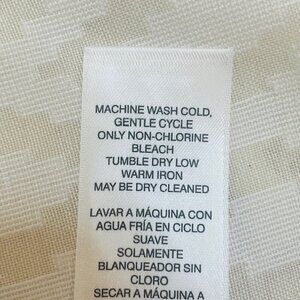 MACHINE WASH COLD,
GENTLE CYCLE
ONLY NON-CHLORINE
BLEACH
TUMBLE DRY LOW
WARM IRON
MAY BE DRY CLEANED
LAVAR A MÁQUINA CON
AGUA FRÍA EN CICLO
SUAVE
SOLAMENTE
BLANQUEADOR SIN
CLORO
SECAR A MÁQUINA A